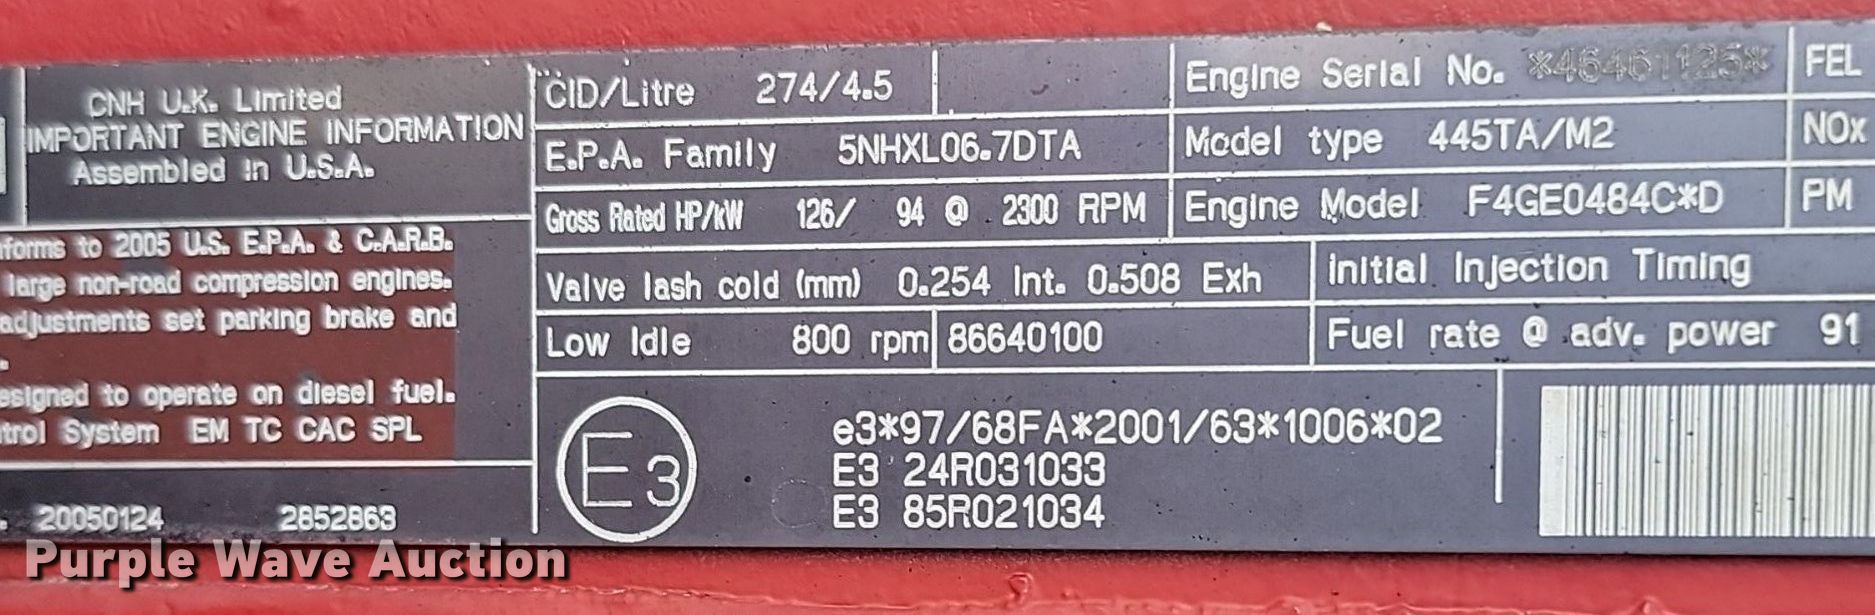 CNH U.K. Limited
IMPORTANT ENGINE INFORMATION
Assembled in U.S.A.
nforms to 2005 U.S. E.P.A. & C.A.R.B.
large non-road compression engines.
adjustments set parking brake and
esigned to operate on diesel fuel.
trol System EM TC CAC SPL
20050124 2852863
CID/Litre 274/4.5
E.P.A. Family 5NHXL06.7DTA
Gross Rated HP/kW 126/ 94 @ 2300 RPM
Valve lash cold (mm) 0.254 Int. 0.508 Exh
Low Idle 800 rpm 86640100
Engine Serial No. *46461125* FEL
Model type 445TA/M2 NOx
Engine Model F4GE0484C*D PM
Initial Injection Timing
Fuel rate @ adv. power 91
E3
e3*97/68FA*2001/63*1006*02
E3 24R031033
E3 85R021034
Purple Wave Auction